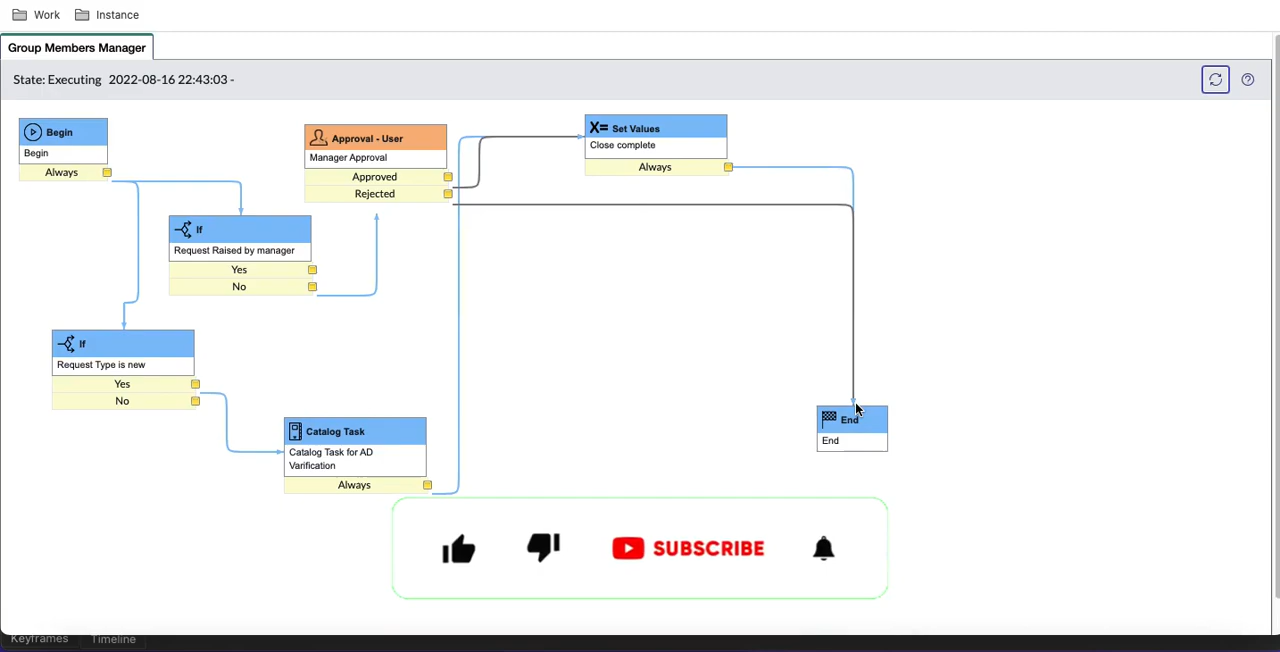 Work Instance
Group Members Manager
State: Executing 2022-08-16 22:43:03 -
Begin
Begin
Always
Approval - User
Manager Approval
Approved
Rejected
X= Set Values
Close complete
Always
If
Request Raised by manager
Yes
No
If
Request Type is new
Yes
No
Catalog Task
Catalog Task for AD
Varification
Always
End
End
SUBSCRIBE
Keyframes Timeline